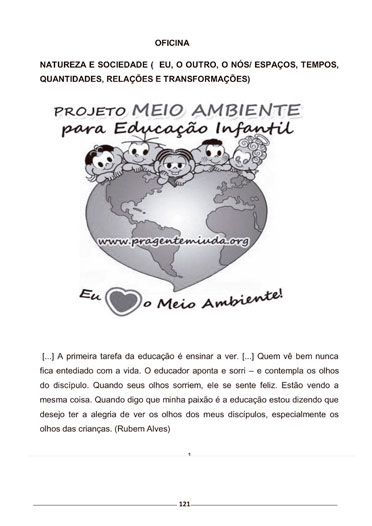 OFICINA
NATUREZA E SOCIEDADE ( EU, O OUTRO, O NÓS/ ESPAÇOS, TEMPOS,
QUANTIDADES, RELAÇÕES E TRANSFORMAÇÕES)
PROJETO MEIO AMBIENTE
para Educação Infantil
www.pragentemiuda.org
Eu o Meio Ambiente!
[...] A primeira tarefa da educação é ensinar a ver. [...] Quem vê bem nunca
fica entediado com a vida. O educador aponta e sorri – e contempla os olhos
do discípulo. Quando seus olhos sorriem, ele se sente feliz. Estão vendo a
mesma coisa. Quando digo que minha paixão é a educação estou dizendo que
desejo ter a alegria de ver os olhos dos meus discípulos, especialmente os
olhos das crianças. (Rubem Alves)
121